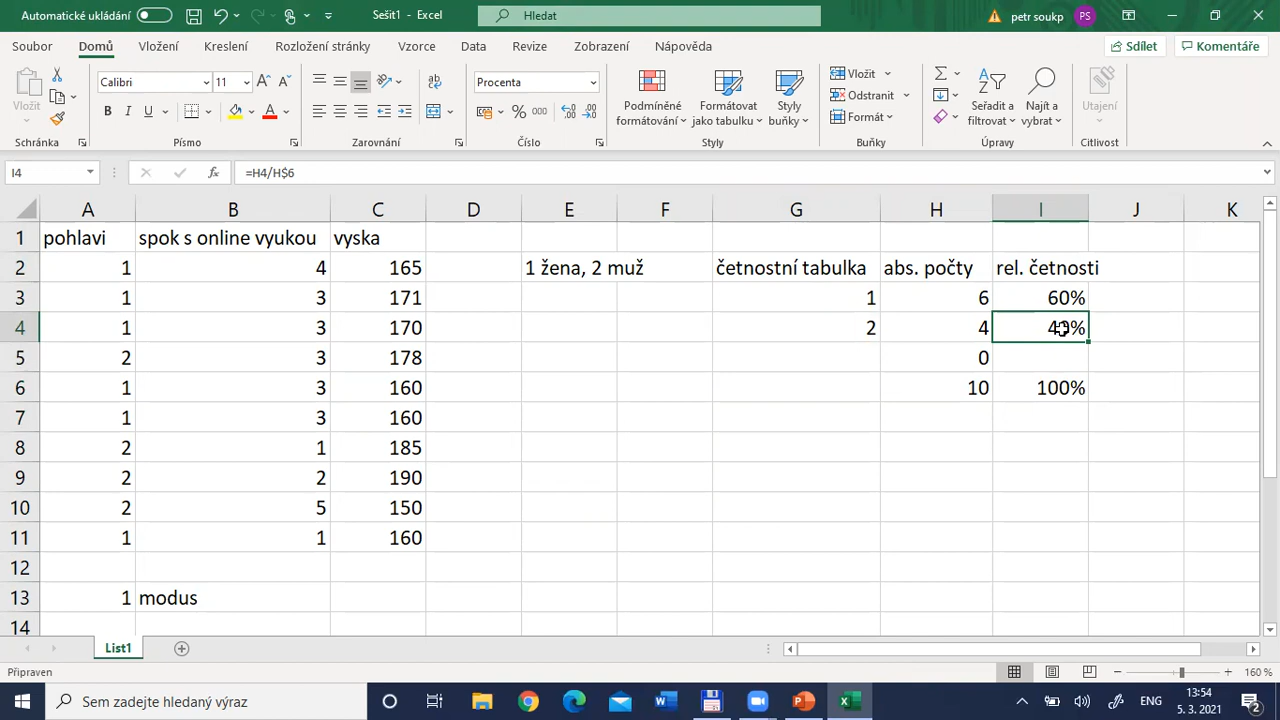 Automatické ukládání
Sešit1 - Excel
Hledat
petr soukp
PS
Soubor Domů Vložení Kreslení Rozložení stránky Vzorce Data Revize Zobrazení Nápověda
Sdílet Komentáře
Vložit
Schránka
Calibri 11
B I U
Písmo
Zarovnání
Procenta
% 000
Číslo
Podmíněné formátování
Formátovat jako tabulku
Styly buňky
Styly
Vložit
Odstranit
Formát
Buňky
Seřadit a filtrovat
Najít a vybrat
Úpravy
Utajení
Citlivost
I4 fx =H4/H$6
A B C D E F G H I J K
1 pohlavi spok s online vyukou vyska
2 1 4 165 1 žena, 2 muž četnostní tabulka abs. počty rel. četnosti
3 1 3 171 1 6 60%
4 1 3 170 2 4 40%
5 2 3 178 0
6 1 3 160 10 100%
7 1 3 160
8 2 1 185
9 2 2 190
10 2 5 150
11 1 1 160
12
13 1 modus
14
List1
Připraven
160 %
Sem zadejte hledaný výraz
ENG
13:54
5. 3. 2021
2